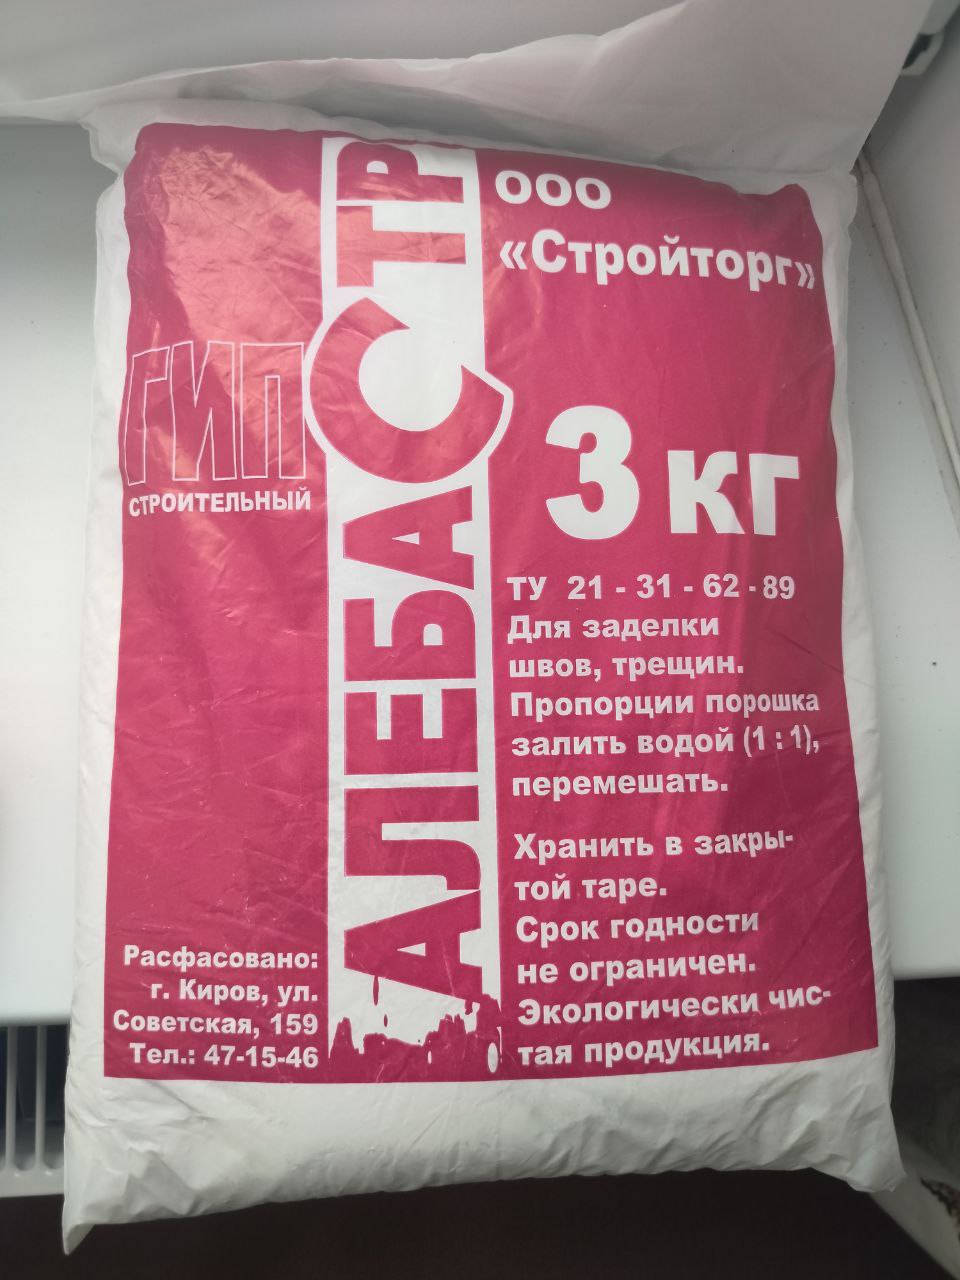 ГИПС
СТРОИТЕЛЬНЫЙ
АЛЕБАСТР
ООО
«Стройторг»
3 кг
ТУ 21 - 31 - 62 - 89
Для заделки
швов, трещин.
Пропорции порошка
залить водой (1 : 1),
перемешать.
Хранить в закры-
той таре.
Срок годности
не ограничен.
Экологически чис-
тая продукция.
Расфасовано:
г. Киров, ул.
Советская, 159
Тел.: 47-15-46